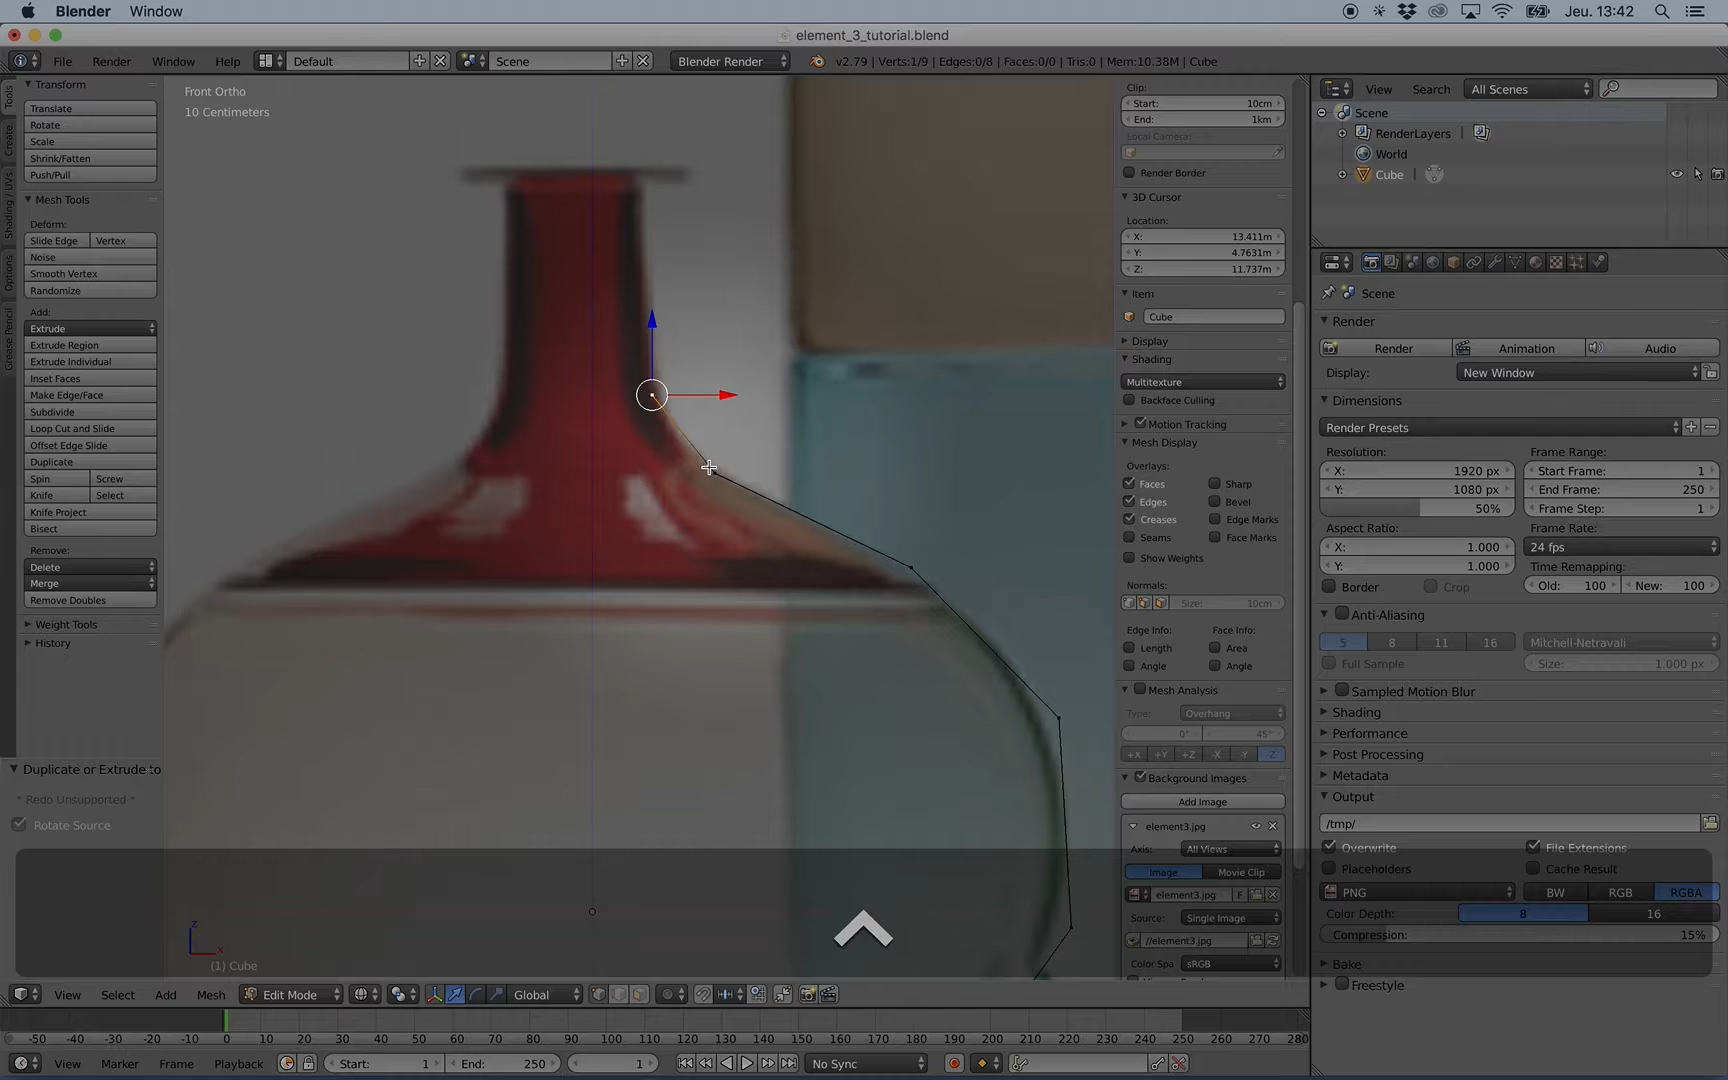 Blender Window Jeu. 13:42
element_3_tutorial.blend
File Render Window Help Default Scene Blender Render v2.79 | Verts:1/9 | Edges:0/8 | Faces:0/0 | Tris:0 | Mem:10.38M | Cube
Tools
Create
Shading / UVs
Options
Grease Pencil
Transform
Translate
Rotate
Scale
Shrink/Fatten
Push/Pull
Mesh Tools
Deform:
Slide Edge Vertex
Noise
Smooth Vertex
Randomize
Add:
Extrude
Extrude Region
Extrude Individual
Inset Faces
Make Edge/Face
Subdivide
Loop Cut and Slide
Offset Edge Slide
Duplicate
Spin Screw
Knife Select
Knife Project
Bisect
Remove:
Delete
Merge
Remove Doubles
Weight Tools
History
Duplicate or Extrude to
* Redo Unsupported *
Rotate Source
Front Ortho
10 Centimeters
z
x
(1) Cube
Clip:
Start: 10cm
End: 1km
Local Camera:
Render Border
3D Cursor
Location:
X: 13.411m
Y: 4.7631m
Z: 11.737m
Item
Cube
Display
Shading
Multitexture
Backface Culling
Motion Tracking
Mesh Display
Overlays:
Faces Sharp
Edges Bevel
Creases Edge Marks
Seams Face Marks
Show Weights
Normals:
Size: 10cm
Edge Info: Face Info:
Length Area
Angle Angle
Mesh Analysis
Type: Overhang
0° 45°
+X +Y +Z -X -Y -Z
Background Images
Add Image
element3.jpg
Axis: All Views
Image Movie Clip
element3.jpg F
Source: Single Image
//element3.jpg
Color Spa sRGB
View Search All Scenes
Scene
RenderLayers
World
Cube
Scene
Render
Render Animation Audio
Display: New Window
Dimensions
Render Presets
Resolution: Frame Range:
X: 1920 px Start Frame: 1
Y: 1080 px End Frame: 250
50% Frame Step: 1
Aspect Ratio: Frame Rate:
X: 1.000 24 fps
Y: 1.000 Time Remapping:
Border Crop Old: 100 New: 100
Anti-Aliasing
5 8 11 16 Mitchell-Netravali
Full Sample Size: 1.000 px
Sampled Motion Blur
Shading
Performance
Post Processing
Metadata
Output
/tmp/
Overwrite File Extensions
Placeholders Cache Result
PNG BW RGB RGBA
Color Depth: 8 16
Compression: 15%
Bake
Freestyle
View Select Add Mesh Edit Mode Global
-50 -40 -30 -20 -10 0 10 20 30 40 50 60 70 80 90 100 110 120 130 140 150 160 170 180 190 200 210 220 230 240 250 260 270 280
View Marker Frame Playback Start: 1 End: 250 1 No Sync